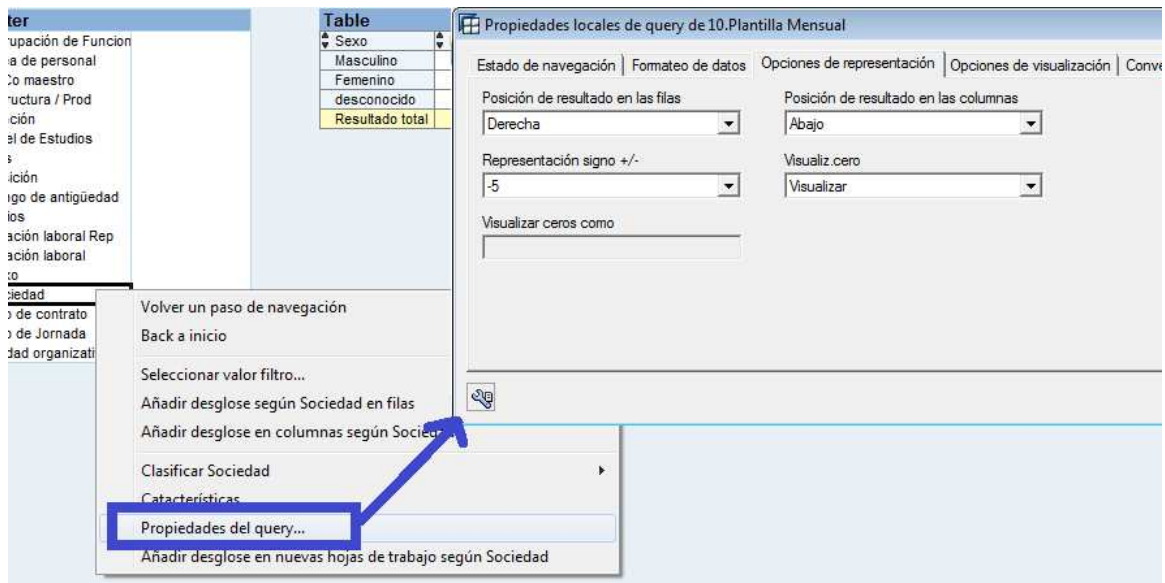 ter
rupación de Funcion
a de personal
Co maestro
ructura / Prod
ción
el de Estudios
s
ición
go de antigüedad
ios
ación laboral Rep
ación laboral
xo
ciedad
o de contrato
o de Jornada
dad organizati
Table
Sexo
Masculino
Femenino
desconocido
Resultado total
Propiedades locales de query de 10.Plantilla Mensual
Estado de navegación
Formateo de datos
Opciones de representación
Opciones de visualización
Conve
Posición de resultado en las filas
Derecha
Posición de resultado en las columnas
Abajo
Representación signo +/-
-5
Visualiz.cero
Visualizar
Visualizar ceros como
Volver un paso de navegación
Back a inicio
Seleccionar valor filtro...
Añadir desglose según Sociedad en filas
Añadir desglose en columnas según Socied
Clasificar Sociedad
Catacterísticas
Propiedades del query...
Añadir desglose en nuevas hojas de trabajo según Sociedad